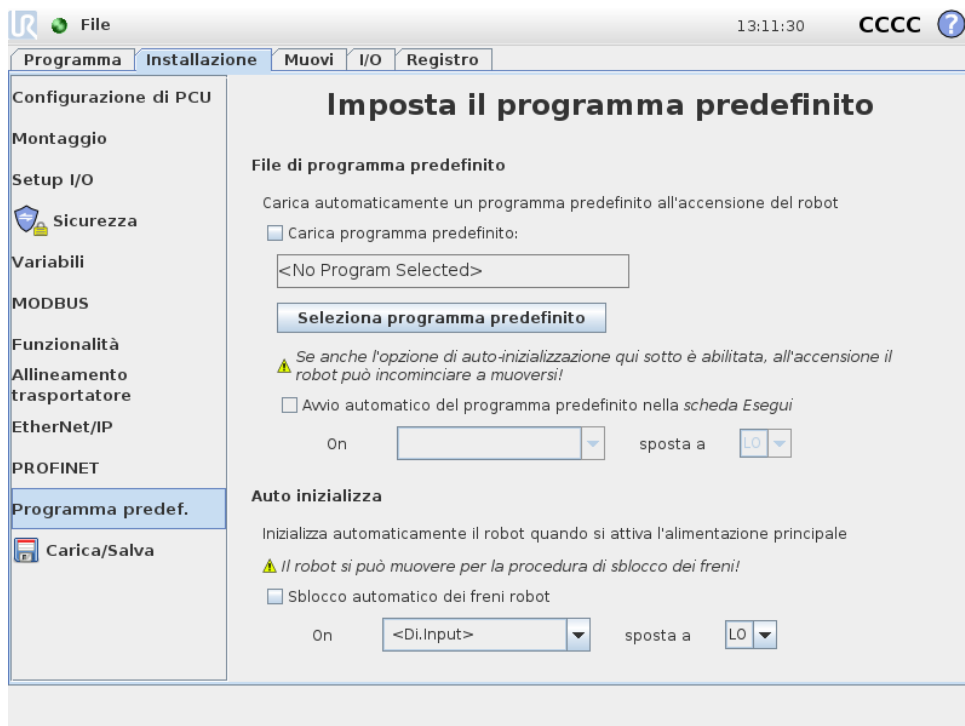 UR File 13:11:30 CCCC ?
Programma Installazione Muovi I/O Registro
Configurazione di PCU
Montaggio
Setup I/O
Sicurezza
Variabili
MODBUS
Funzionalità
Allineamento
trasportatore
EtherNet/IP
PROFINET
Programma predef.
Carica/Salva
Imposta il programma predefinito
File di programma predefinito
Carica automaticamente un programma predefinito all'accensione del robot
Carica programma predefinito:
<No Program Selected>
Seleziona programma predefinito
Se anche l'opzione di auto-inizializzazione qui sotto è abilitata, all'accensione il
robot può incominciare a muoversi!
Avvio automatico del programma predefinito nella scheda Esegui
On sposta a LO
Auto inizializza
Inizializza automaticamente il robot quando si attiva l'alimentazione principale
Il robot si può muovere per la procedura di sblocco dei freni!
Sblocco automatico dei freni robot
On <Di.Input> sposta a LO